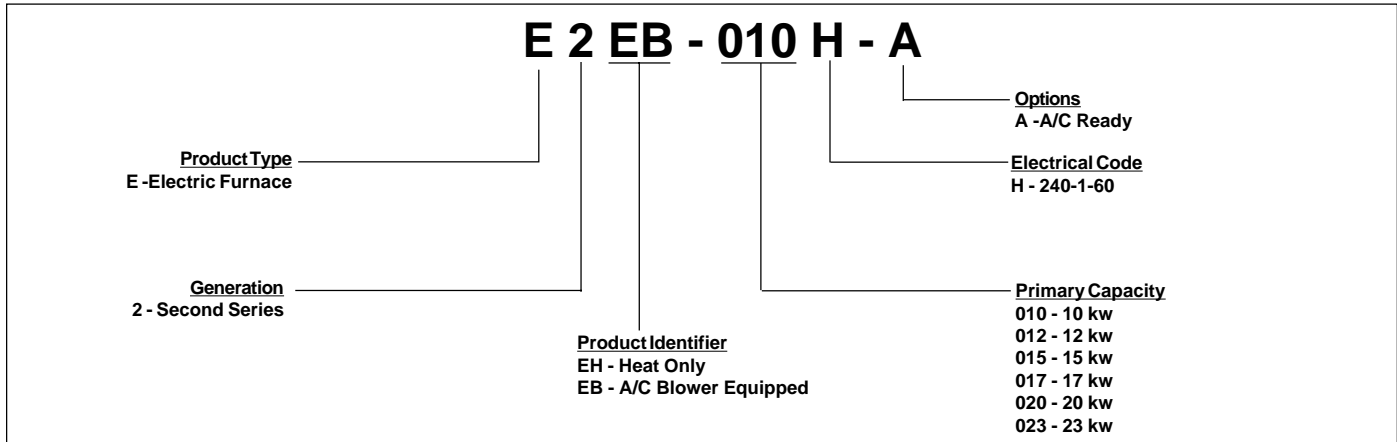 E 2 EB - 010 H - A
Options
A -A/C Ready
Product Type
E -Electric Furnace
Electrical Code
H - 240-1-60
Generation
2 - Second Series
Primary Capacity
010 - 10 kw
012 - 12 kw
015 - 15 kw
017 - 17 kw
020 - 20 kw
023 - 23 kw
Product Identifier
EH - Heat Only
EB - A/C Blower Equipped